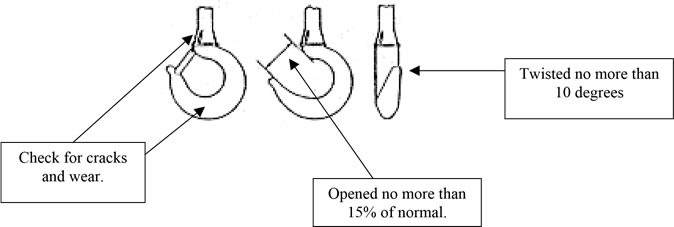 Twisted no more than
10 degrees
Check for cracks
and wear.
Opened no more than
15% of normal.